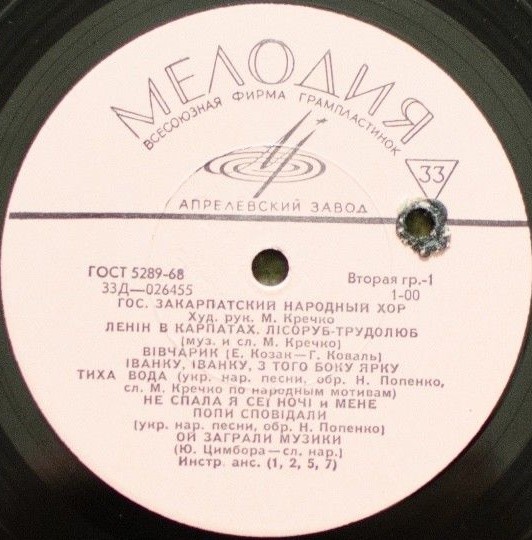 МЕЛОДИЯ
ВСЕСОЮЗНАЯ ФИРМА ГРАМПЛАСТИНОК
33
АПРЕЛЕВСКИЙ ЗАВОД
ГОСТ 5289-68
33Д—026455
Вторая гр.-1
1-00
ГОС. ЗАКАРПАТСКИЙ НАРОДНЫЙ ХОР
Худ. рук. М. Кречко
ЛЕНІН В КАРПАТАХ. ЛІСОРУБ-ТРУДОЛЮБ
(муз. и сл. М. Кречко)
ВІВЧАРИК (Е. Козак—Г. Коваль)
ІВАНКУ, ІВАНКУ, З ТОГО БОКУ ЯРКУ
ТИХА ВОДА (укр. нар. песни, обр. Н. Попенко,
сл. М. Кречко по народным мотивам)
НЕ СПАЛА Я СЕЇ НОЧІ и МЕНЕ
ПОПИ СПОВІДАЛИ
(укр. нар. песни, обр. Н. Попенко)
ОЙ ЗАГРАЛИ МУЗИКИ
(Ю. Цимбора—сл. нар.)
Инстр. анс. (1, 2, 5, 7)